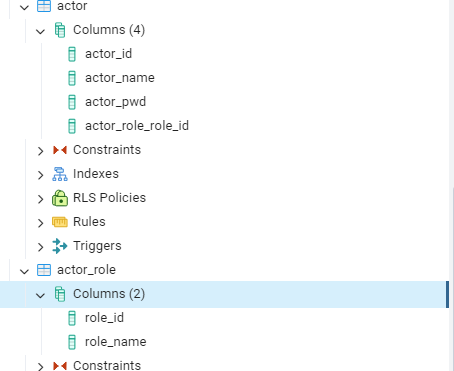 actor
Columns (4)
actor_id
actor_name
actor_pwd
actor_role_role_id
Constraints
Indexes
RLS Policies
Rules
Triggers
actor_role
Columns (2)
role_id
role_name
Constraints